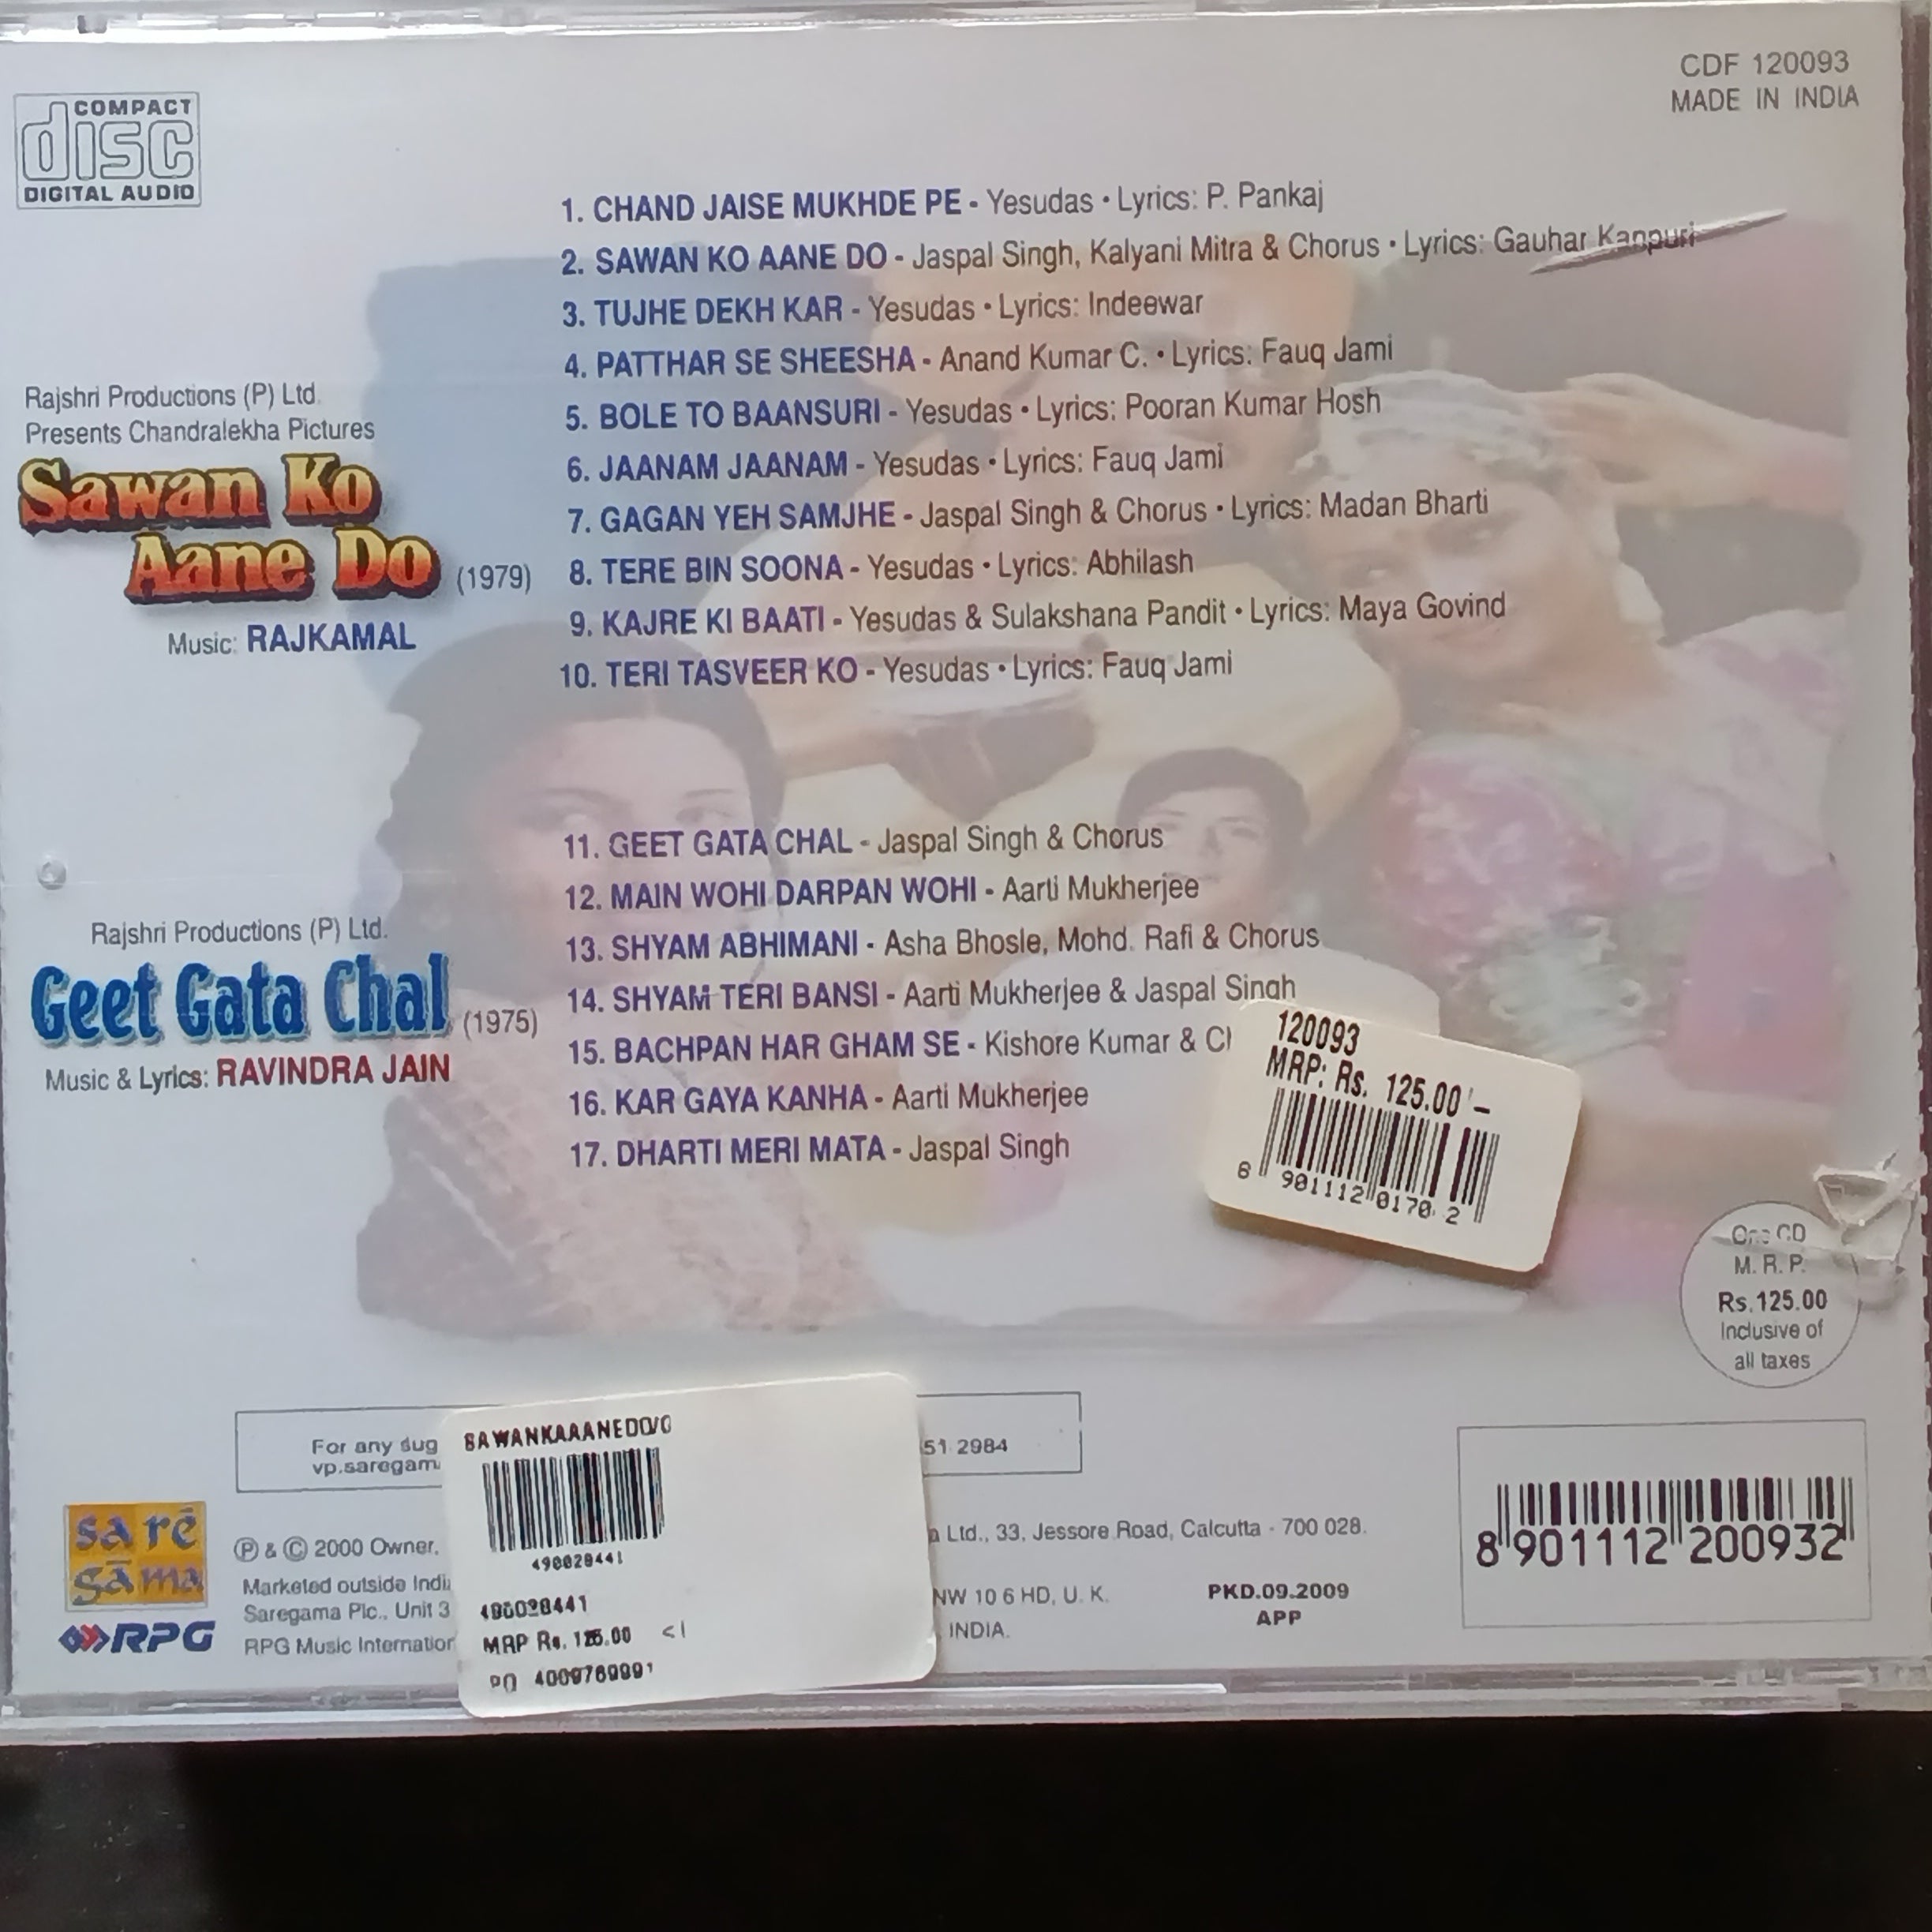 CDF 120093
MADE IN INDIA
COMPACT
disc
DIGITAL AUDIO
Rajshri Productions (P) Ltd.
Presents Chandralekha Pictures
Sawan Ko
Aane Do (1979)
Music: RAJKAMAL
1. CHAND JAISE MUKHDE PE - Yesudas • Lyrics: P. Pankaj
2. SAWAN KO AANE DO - Jaspal Singh, Kalyani Mitra & Chorus • Lyrics: Gauhar Kanpuri
3. TUJHE DEKH KAR - Yesudas • Lyrics: Indeewar
4. PATTHAR SE SHEESHA - Anand Kumar C. • Lyrics: Fauq Jami
5. BOLE TO BAANSURI - Yesudas • Lyrics: Pooran Kumar Hosh
6. JAANAM JAANAM - Yesudas • Lyrics: Fauq Jami
7. GAGAN YEH SAMJHE - Jaspal Singh & Chorus • Lyrics: Madan Bharti
8. TERE BIN SOONA - Yesudas • Lyrics: Abhilash
9. KAJRE KI BAATI - Yesudas & Sulakshana Pandit • Lyrics: Maya Govind
10. TERI TASVEER KO - Yesudas • Lyrics: Fauq Jami
Rajshri Productions (P) Ltd.
Geet Gata Chal (1975)
Music & Lyrics: RAVINDRA JAIN
11. GEET GATA CHAL - Jaspal Singh & Chorus
12. MAIN WOHI DARPAN WOHI - Aarti Mukherjee
13. SHYAM ABHIMANI - Asha Bhosle, Mohd. Rafi & Chorus
14. SHYAM TERI BANSI - Aarti Mukherjee & Jaspal Singh
15. BACHPAN HAR GHAM SE - Kishore Kumar &
16. KAR GAYA KANHA - Aarti Mukherjee
17. DHARTI MERI MATA - Jaspal Singh
120093
MRP: Rs. 125.00
901112 0170 2
One CD
M. R. P.
Rs.125.00
Inclusive of
all taxes
For any
vp.saregam
51 2984
SAWANKAAANEDO/G
490028441
490028441
MRP Rs. 125.00 <I
PO
sa rē
gā ma
RPG
Ⓟ & © 2000 Owner,
Ltd., 33, Jessore Road, Calcutta - 700 028.
Marketed outside
Saregama Plc., Unit 3
NW 10 6 HD, U. K.
RPG Music
INDIA.
PKD.09.2009
APP
8 901112 200932